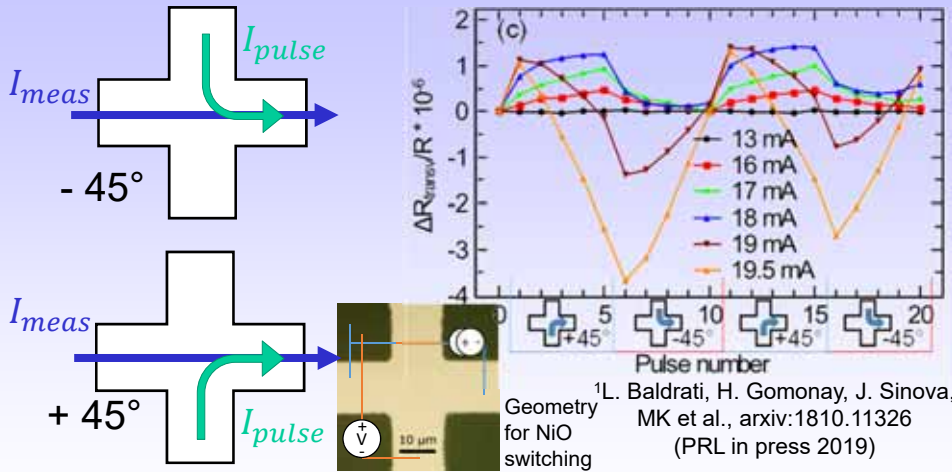 I_pulse
I_meas
- 45°
I_meas
I_pulse
+ 45°
(c)
ΔR_transv/R * 10^-6
2
1
0
-1
-2
-3
-4
13 mA
16 mA
17 mA
18 mA
19 mA
19.5 mA
0
5
10
15
20
+45°
-45°
+45°
-45°
Pulse number
+
-
+
V
-
10 µm
Geometry
for NiO
switching
¹L. Baldrati, H. Gomonay, J. Sinova,
MK et al., arxiv:1810.11326
(PRL in press 2019)